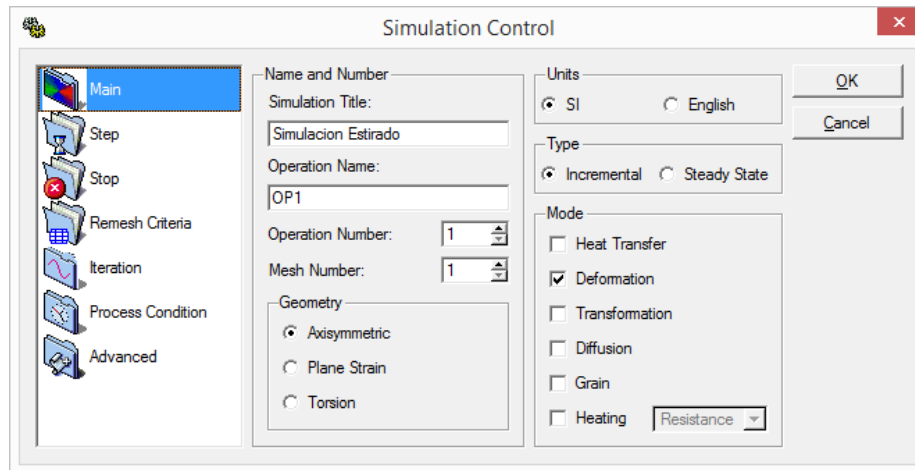 Simulation Control
Main
Step
Stop
Remesh Criteria
Iteration
Process Condition
Advanced
Name and Number
Simulation Title:
Simulacion Estirado
Operation Name:
OP1
Operation Number: 1
Mesh Number: 1
Geometry
Axisymmetric
Plane Strain
Torsion
Units
SI English
Type
Incremental Steady State
Mode
Heat Transfer
Deformation
Transformation
Diffusion
Grain
Heating Resistance
OK
Cancel